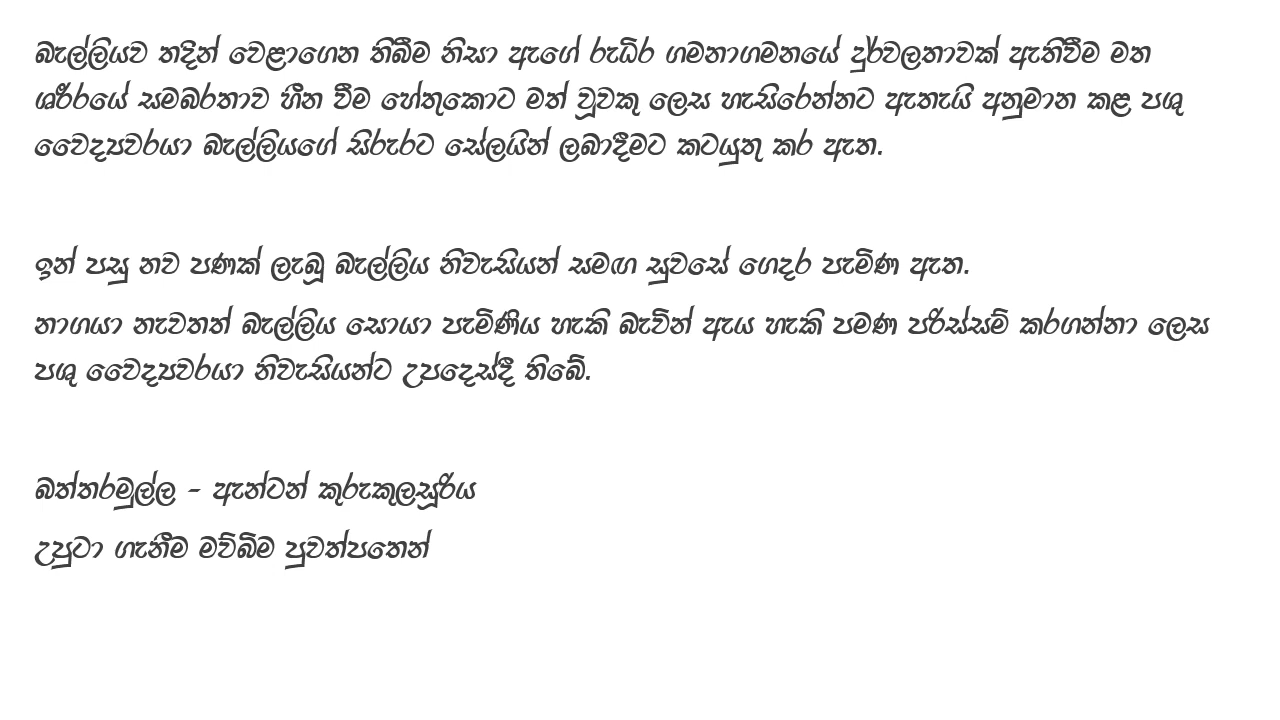 බැල්ලියව තදින් වෙළාගෙන තිබීම නිසා ඇගේ රුධිර ගමනාගමනයේ දුර්වලතාවක් ඇතිවීම මත
ශරීරයේ සමබරතාව හීන වීම හේතුකොට මත් වූවකු ලෙස හැසිරෙන්නට ඇතැයි අනුමාන කළ පශු
වෛද්‍යවරයා බැල්ලියගේ සිරුරට සේලයින් ලබාදීමට කටයුතු කර ඇත.
ඉන් පසු නව පණක් ලැබූ බැල්ලිය නිවැසියන් සමඟ සුවසේ ගෙදර පැමිණ ඇත.
නාගයා නැවතත් බැල්ලිය සොයා පැමිණිය හැකි බැවින් ඇය හැකි පමණ පරිස්සම් කරගන්නා ලෙස
පශු වෛද්‍යවරයා නිවැසියන්ට උපදෙස්දී තිබේ.
බත්තරමුල්ල - ඇන්ටන් කුරුකුලසූරිය
උපුටා ගැනීම මව්බිම පුවත්පතෙන්